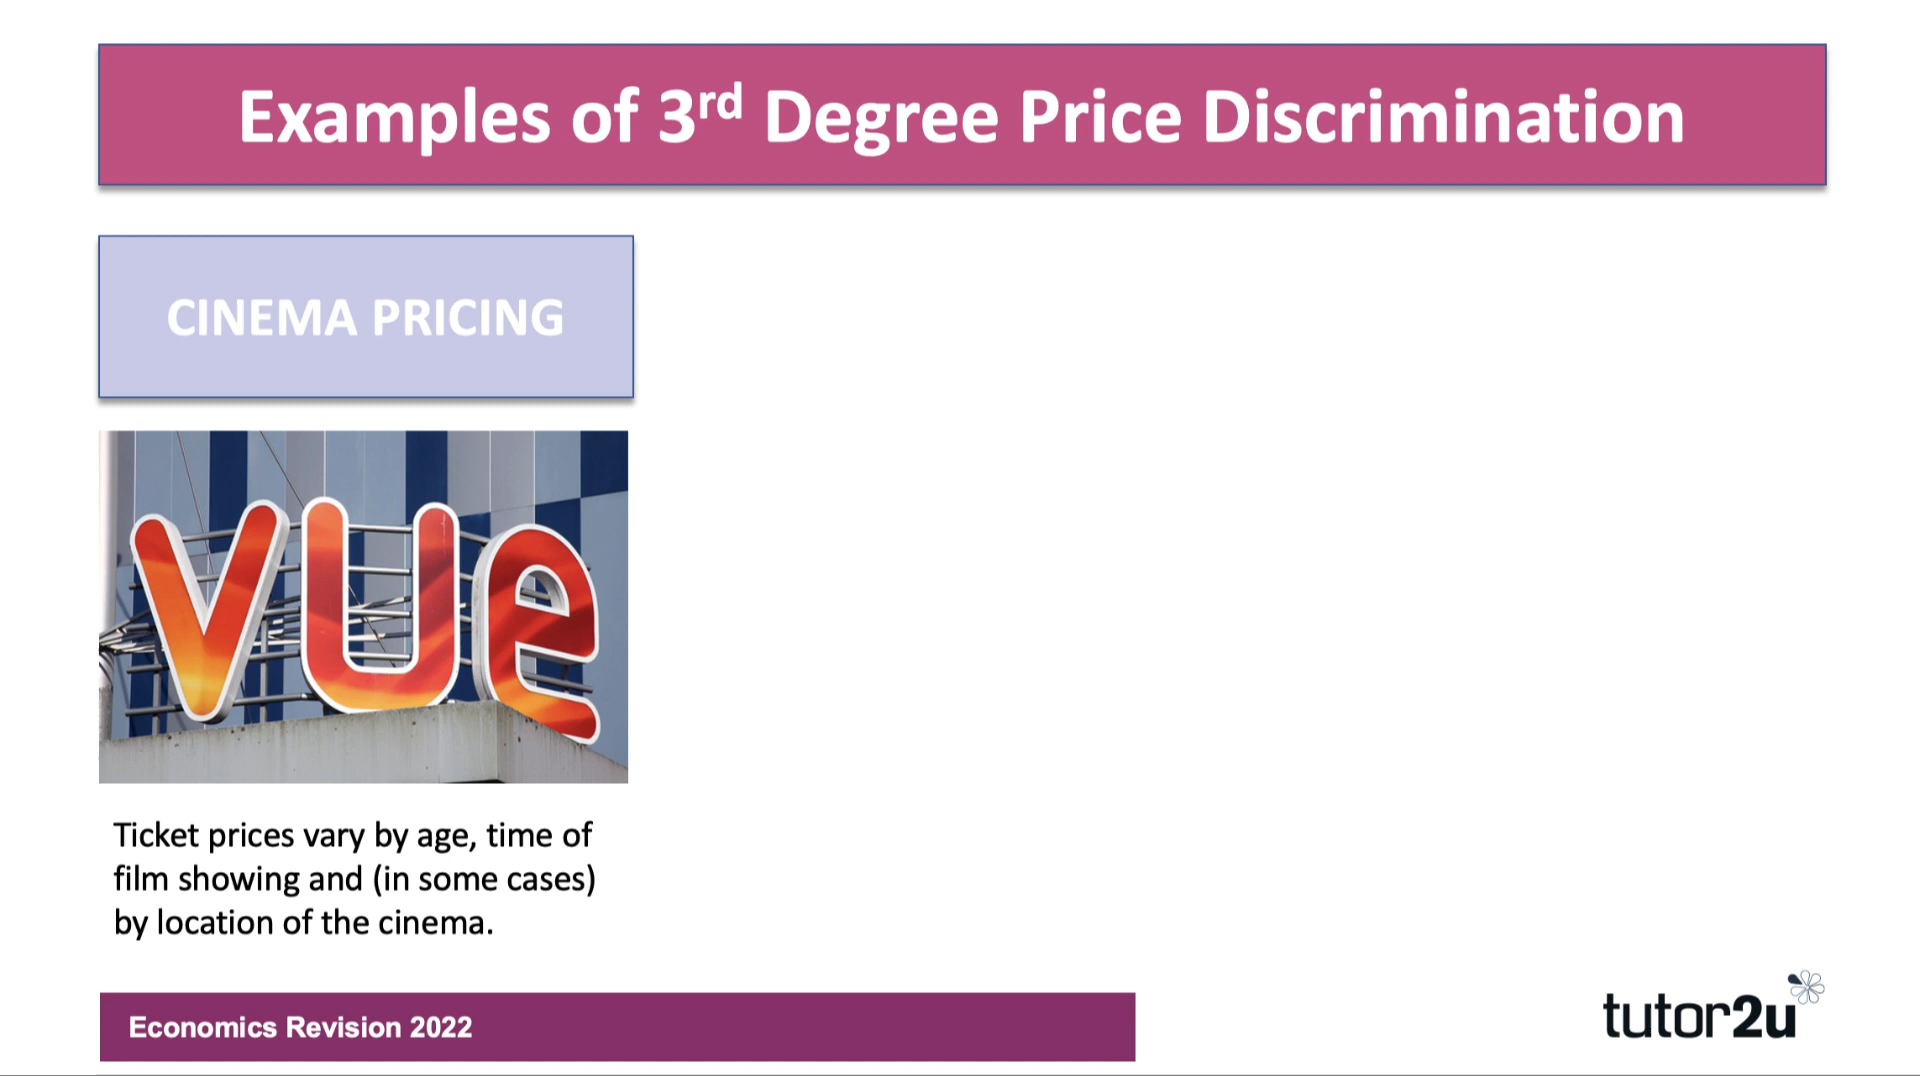 Examples of 3rd Degree Price Discrimination
CINEMA PRICING
vue
Ticket prices vary by age, time of
film showing and (in some cases)
by location of the cinema.
Economics Revision 2022
tutor2u